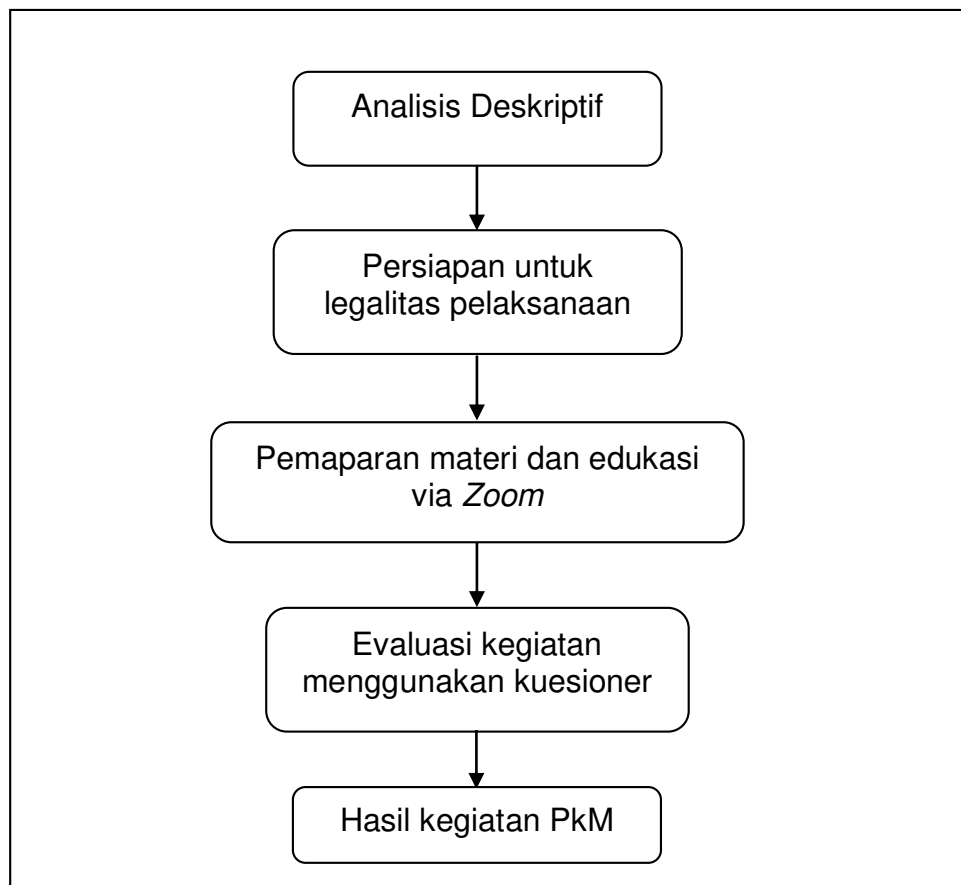 Analisis Deskriptif
Persiapan untuk
legalitas pelaksanaan
Pemaparan materi dan edukasi
via Zoom
Evaluasi kegiatan
menggunakan kuesioner
Hasil kegiatan PkM